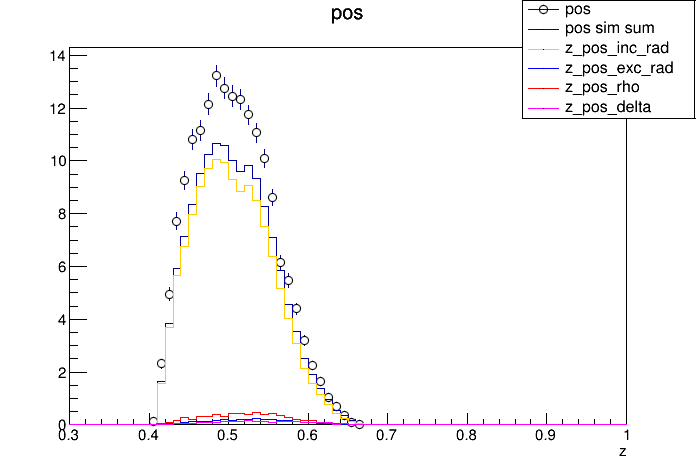 pos
pos
pos sim sum
z_pos_inc_rad
z_pos_exc_rad
z_pos_rho
z_pos_delta
14
12
10
8
6
4
2
0
0.3 0.4 0.5 0.6 0.7 0.8 0.9 1
z